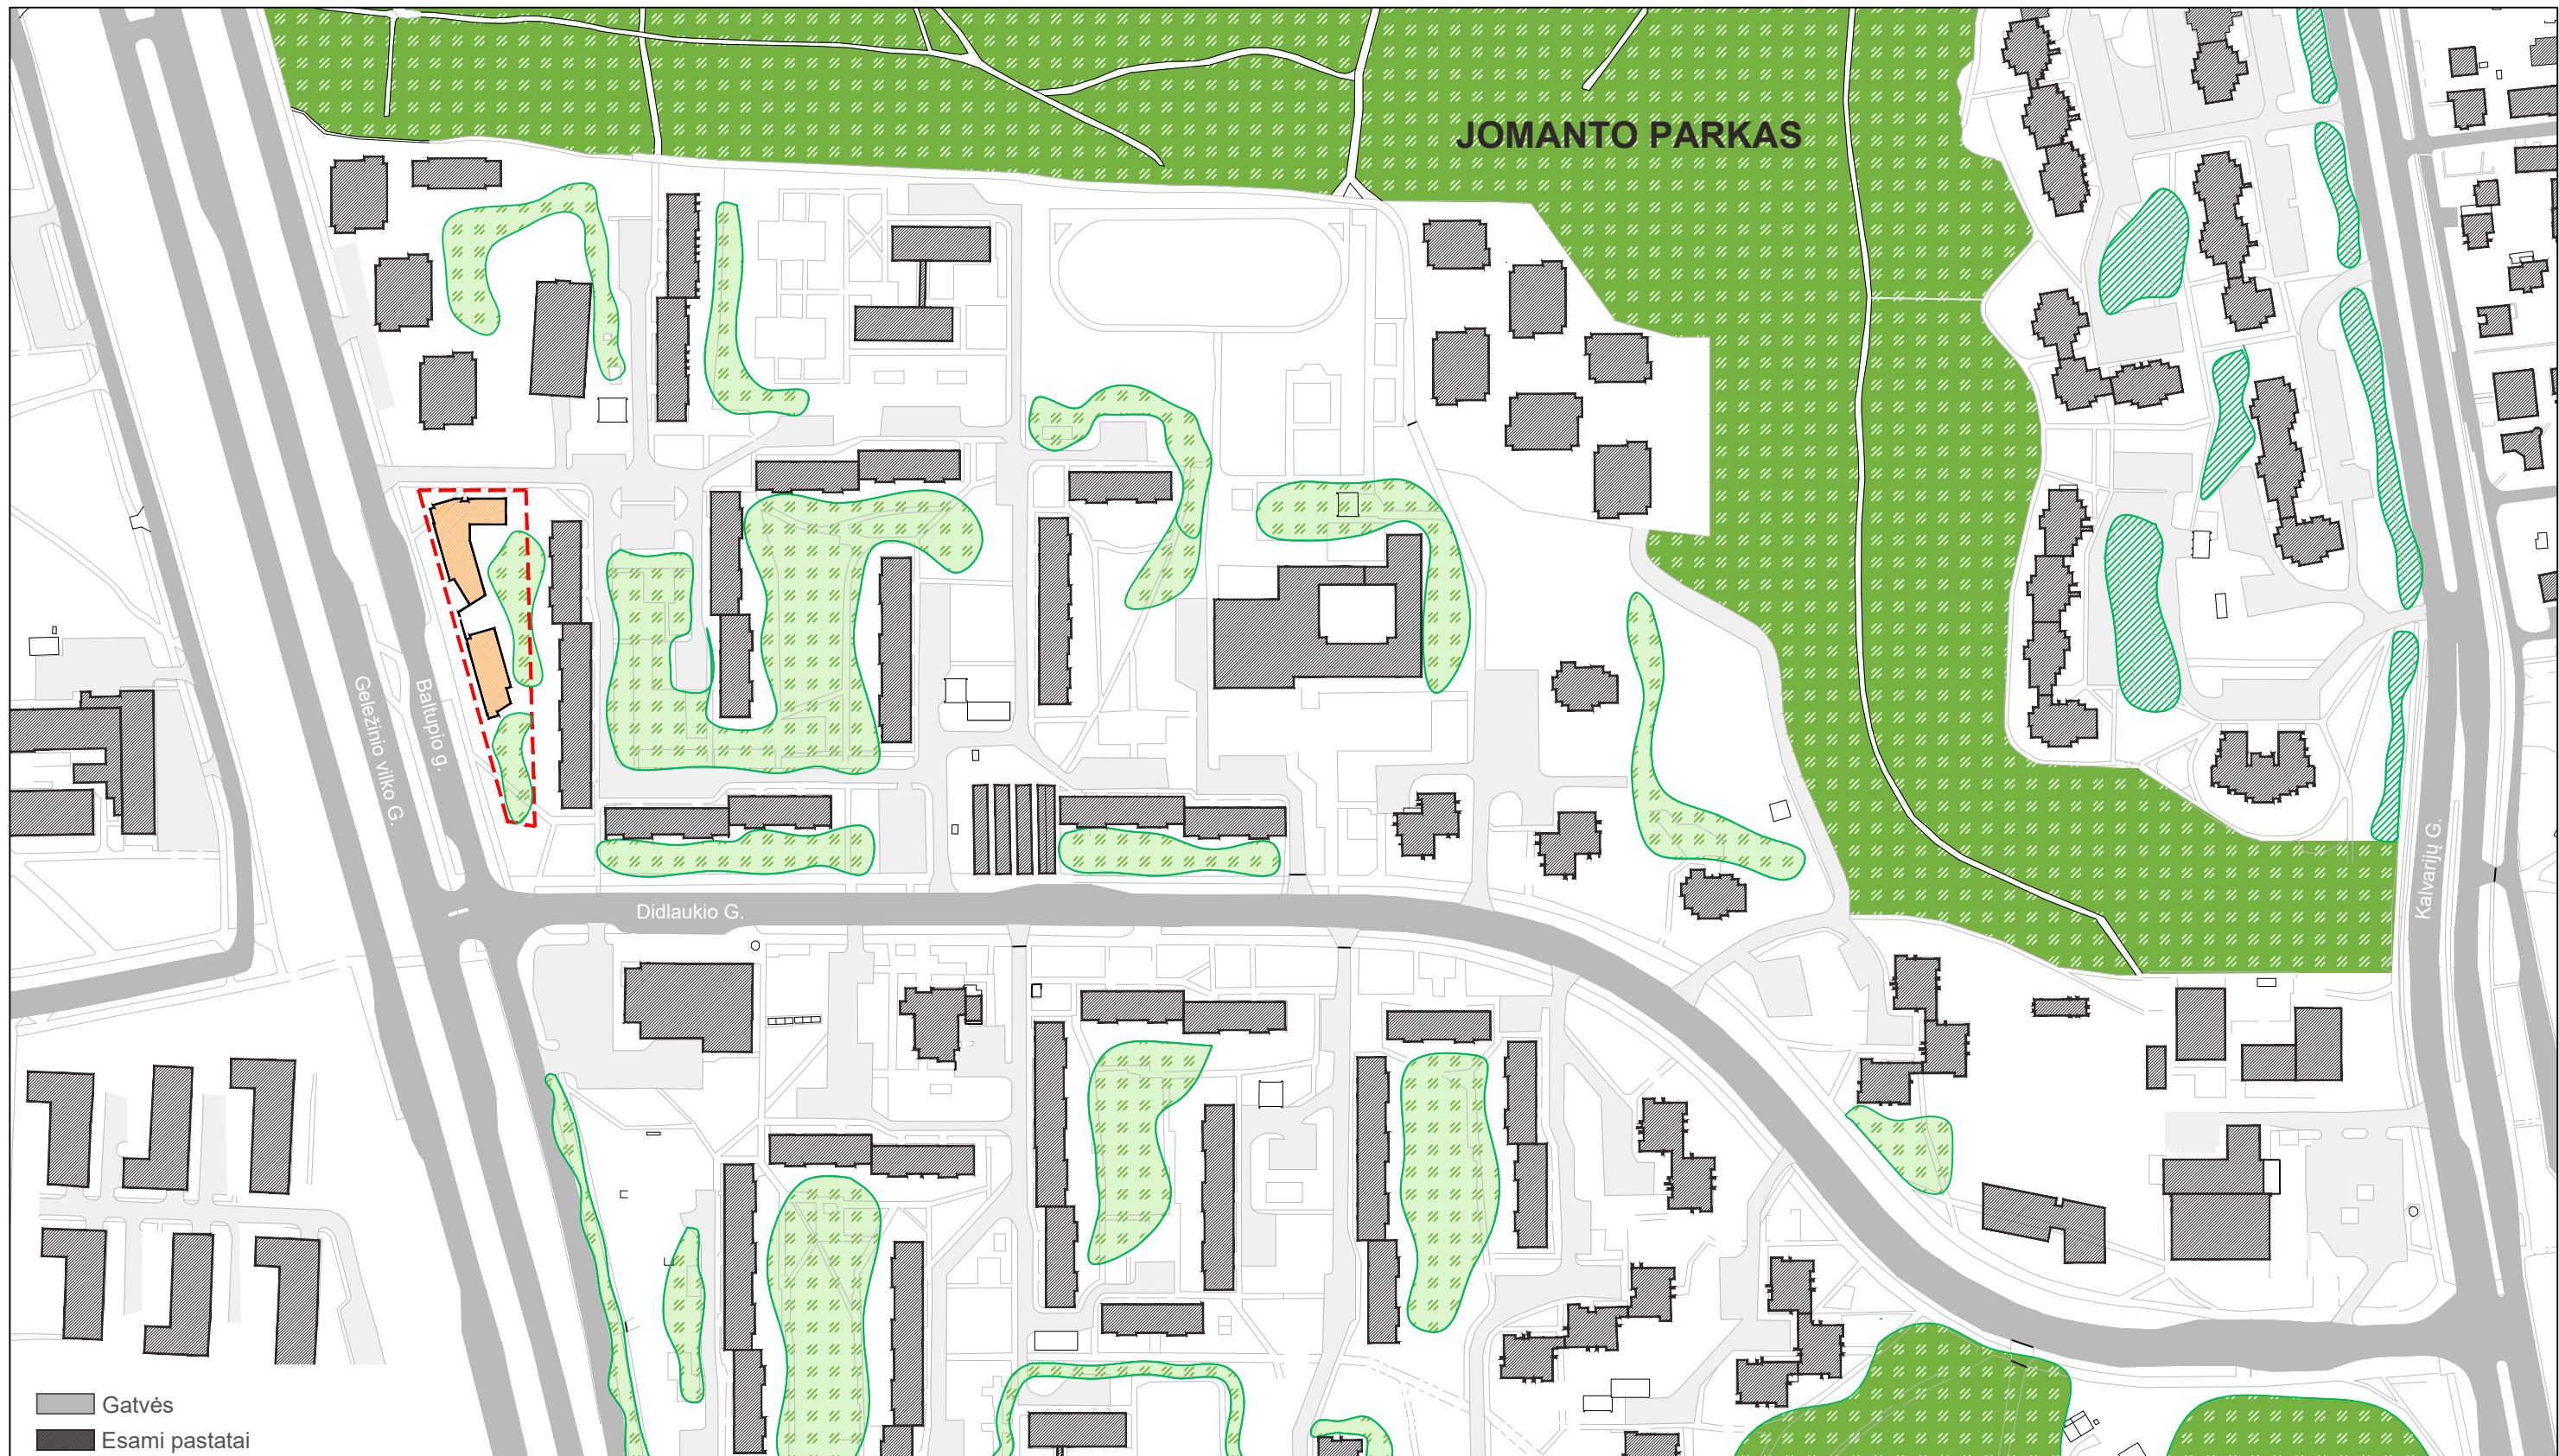 JOMANTO PARKAS
Geležinio vilko G.
Baltupio g.
Didlaukio G.
Kalvarijų G.
Gatvės
Esami pastatai